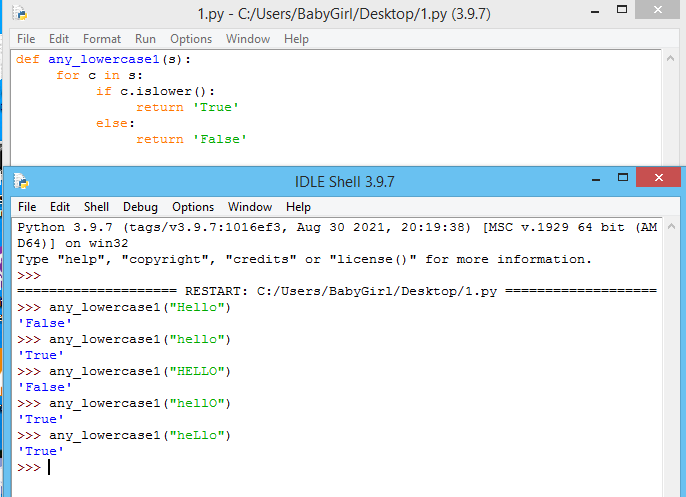 1.py - C:/Users/BabyGirl/Desktop/1.py (3.9.7)
File Edit Format Run Options Window Help
def any_lowercase1(s):
     for c in s:
          if c.islower():
               return 'True'
          else:
               return 'False'
IDLE Shell 3.9.7
File Edit Shell Debug Options Window Help
Python 3.9.7 (tags/v3.9.7:1016ef3, Aug 30 2021, 20:19:38) [MSC v.1929 64 bit (AM
D64)] on win32
Type "help", "copyright", "credits" or "license()" for more information.
>>>
==================== RESTART: C:/Users/BabyGirl/Desktop/1.py ===================
>>> any_lowercase1("Hello")
'False'
>>> any_lowercase1("hello")
'True'
>>> any_lowercase1("HELLO")
'False'
>>> any_lowercase1("hellO")
'True'
>>> any_lowercase1("heLlo")
'True'
>>>